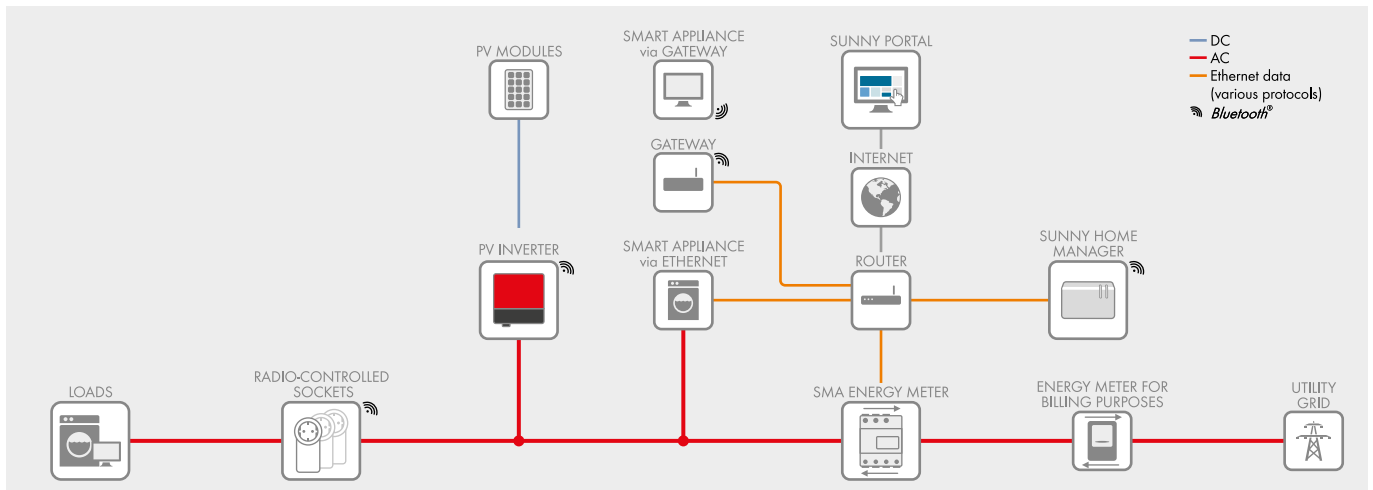 PV MODULES
SMART APPLIANCE
via GATEWAY
SUNNY PORTAL
DC
AC
Ethernet data
(various protocols)
Bluetooth®
GATEWAY
INTERNET
PV INVERTER
SMART APPLIANCE
via ETHERNET
ROUTER
SUNNY HOME
MANAGER
LOADS
RADIO-CONTROLLED
SOCKETS
SMA ENERGY METER
ENERGY METER FOR
BILLING PURPOSES
UTILITY
GRID